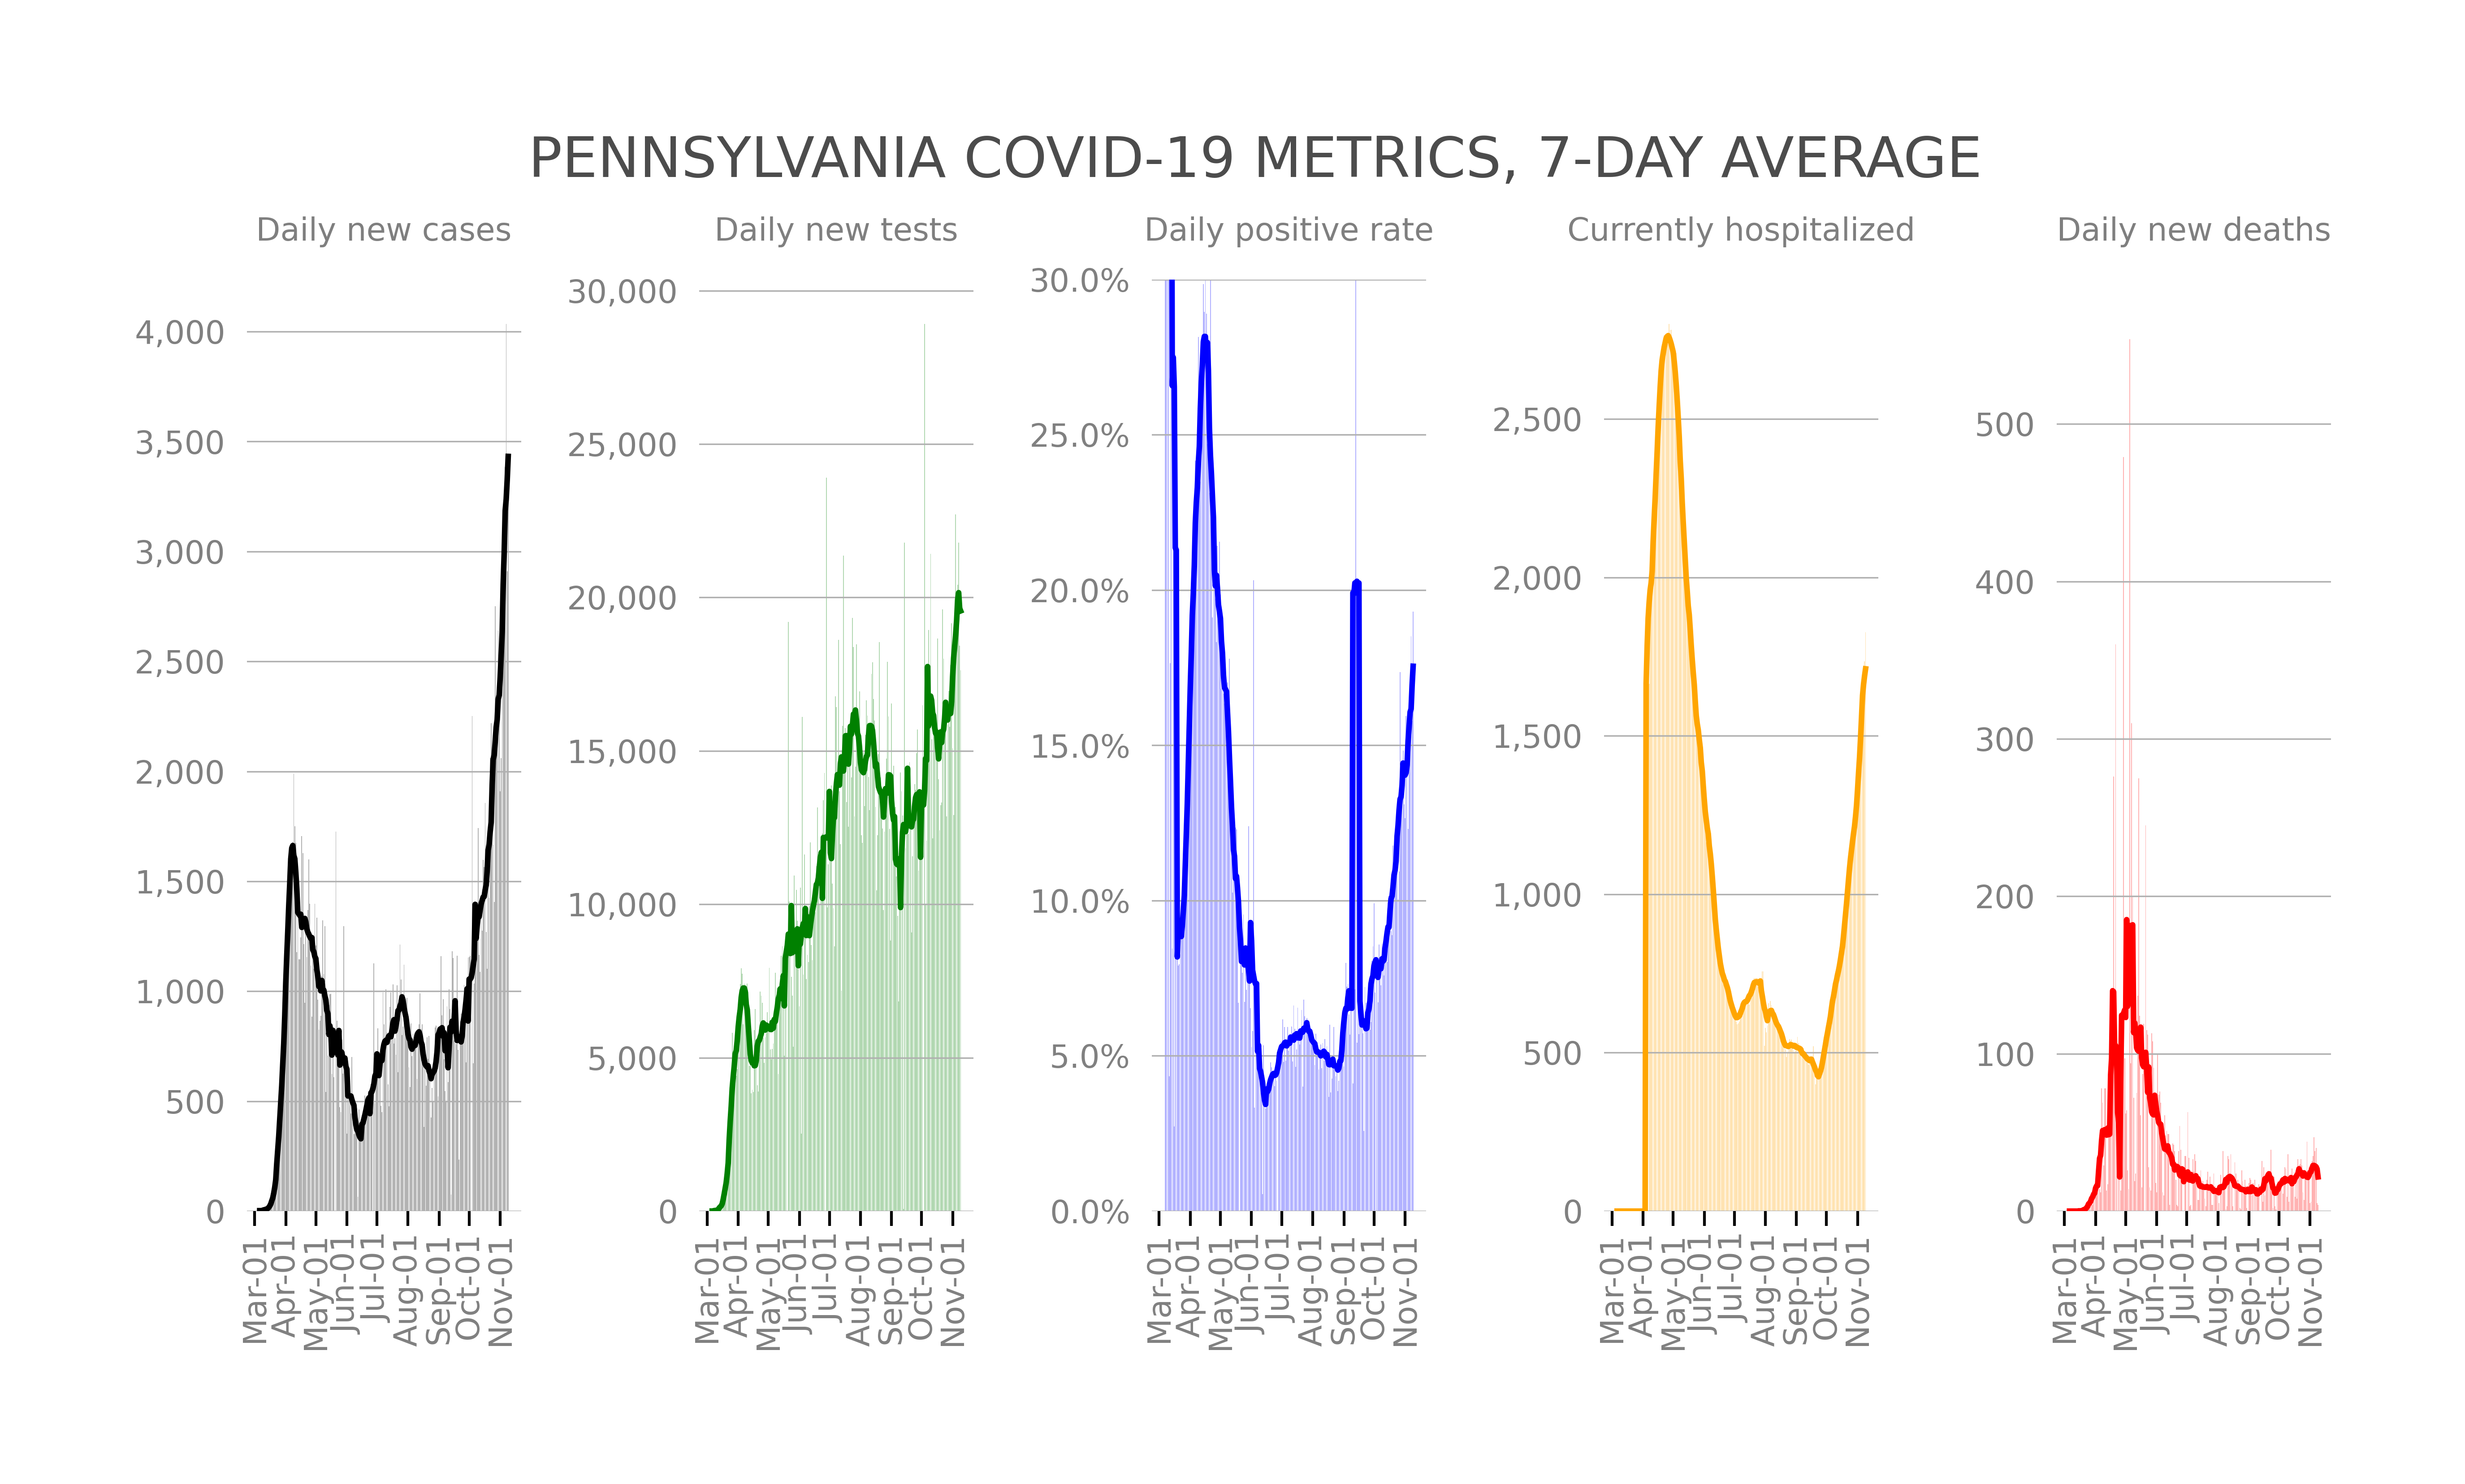 PENNSYLVANIA COVID-19 METRICS, 7-DAY AVERAGE
Daily new cases
4,000
3,500
3,000
2,500
2,000
1,500
1,000
500
0
Mar-01
Apr-01
May-01
Jun-01
Jul-01
Aug-01
Sep-01
Oct-01
Nov-01
Daily new tests
30,000
25,000
20,000
15,000
10,000
5,000
0
Mar-01
Apr-01
May-01
Jun-01
Jul-01
Aug-01
Sep-01
Oct-01
Nov-01
Daily positive rate
30.0%
25.0%
20.0%
15.0%
10.0%
5.0%
0.0%
Mar-01
Apr-01
May-01
Jun-01
Jul-01
Aug-01
Sep-01
Oct-01
Nov-01
Currently hospitalized
2,500
2,000
1,500
1,000
500
0
Mar-01
Apr-01
May-01
Jun-01
Jul-01
Aug-01
Sep-01
Oct-01
Nov-01
Daily new deaths
500
400
300
200
100
0
Mar-01
Apr-01
May-01
Jun-01
Jul-01
Aug-01
Sep-01
Oct-01
Nov-01